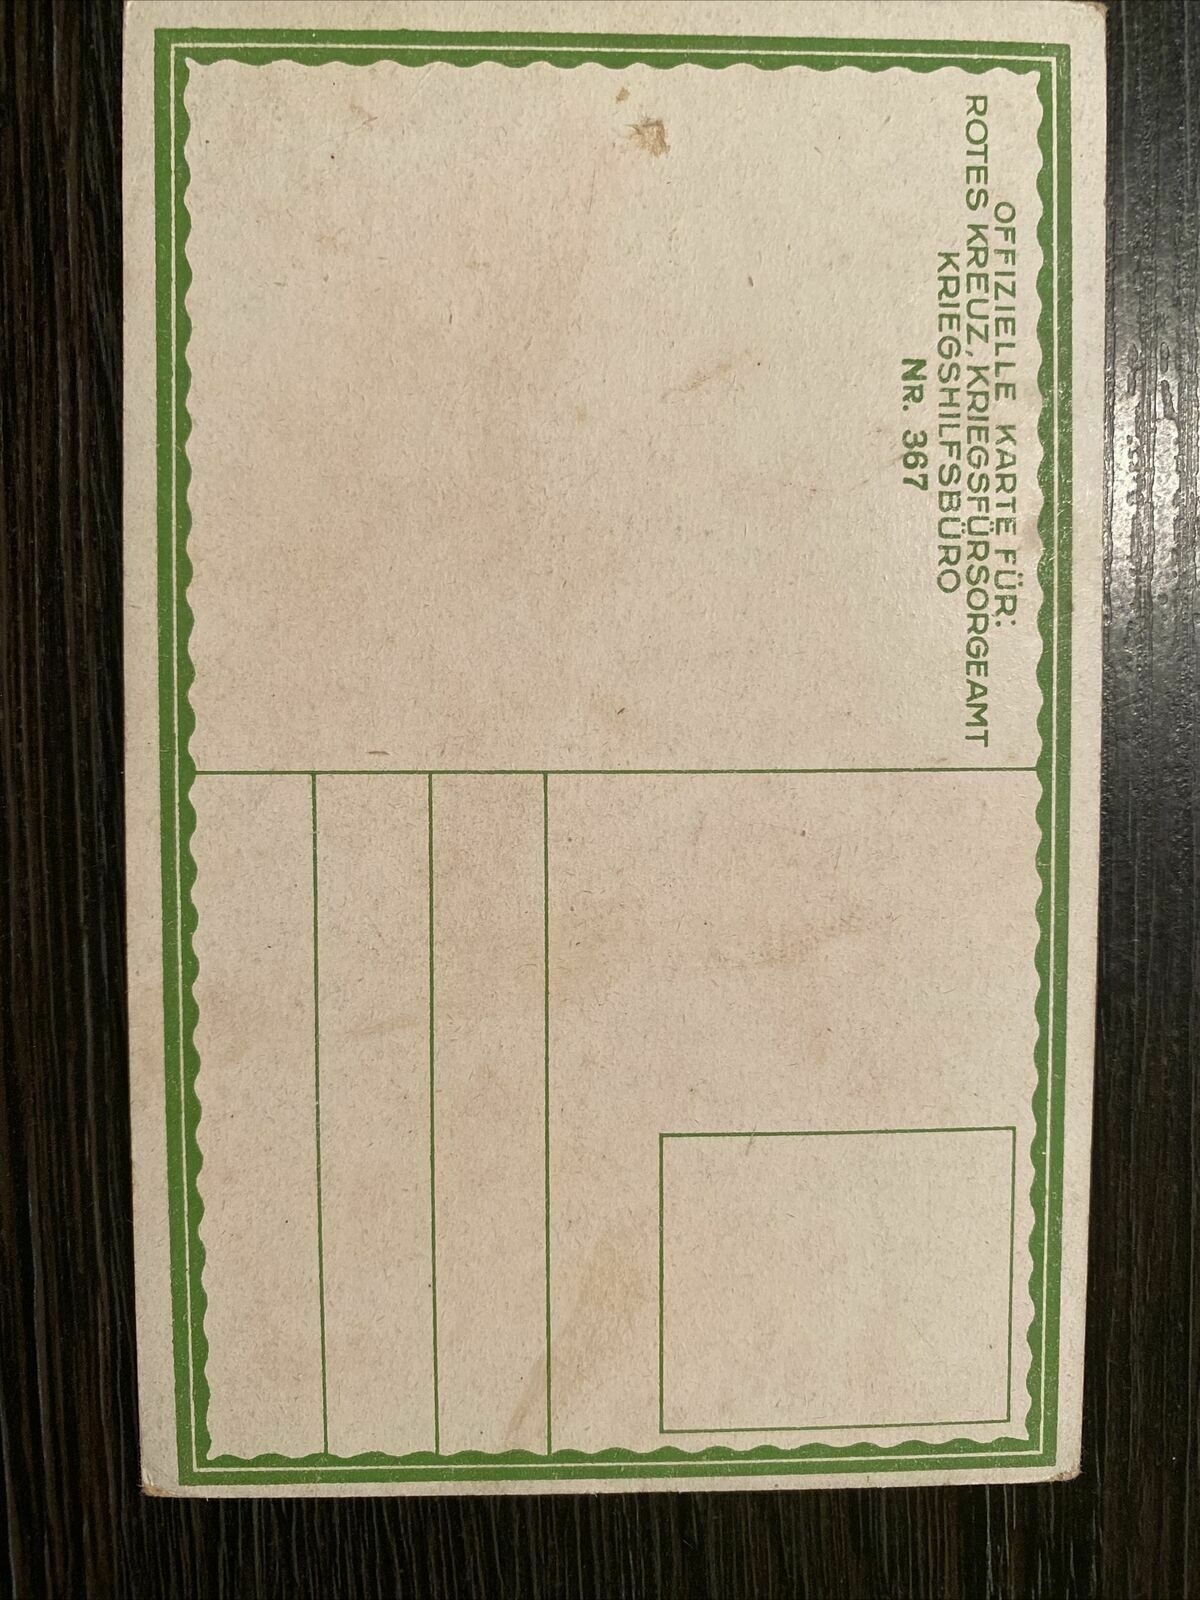 OFFIZIELLE KARTE FÜR:
ROTES KREUZ, KRIEGSFÜRSORGEAMT
KRIEGSHILFSBÜRO
NR. 367